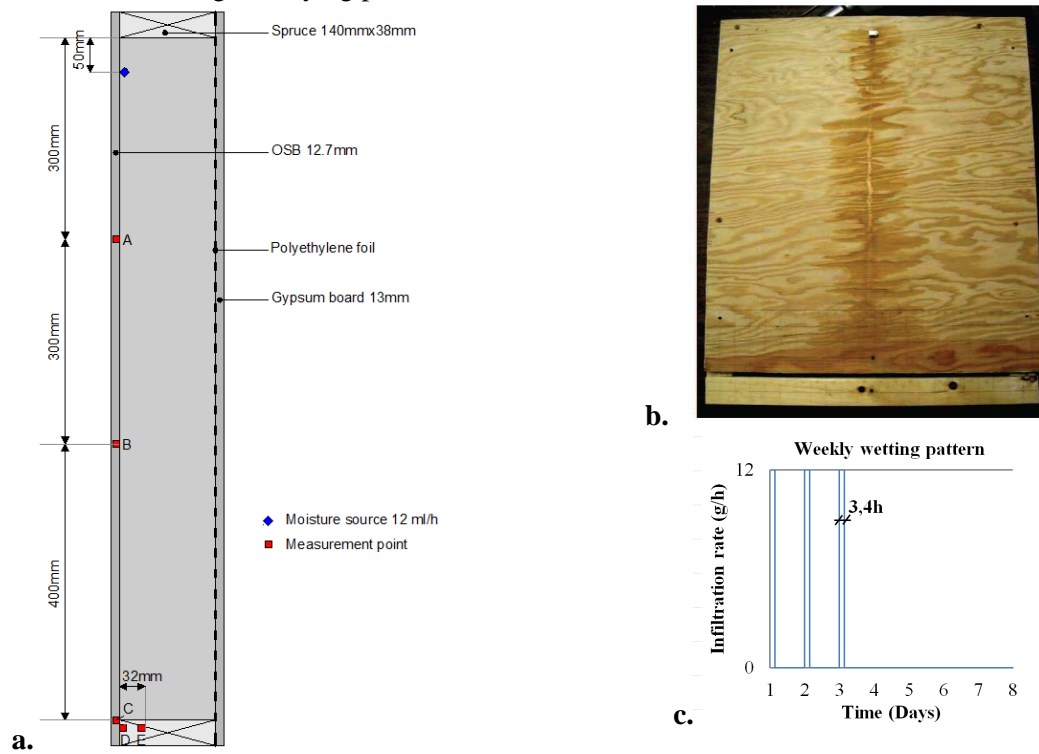 Spruce 140mmx38mm
50mm
300mm
OSB 12.7mm
A
Polyethylene foil
Gypsum board 13mm
300mm
B
Moisture source 12 ml/h
Measurement point
400mm
32mm
C
D
E
a.
b.
Weekly wetting pattern
12
3,4h
Infiltration rate (g/h)
0
1 2 3 4 5 6 7 8
Time (Days)
c.